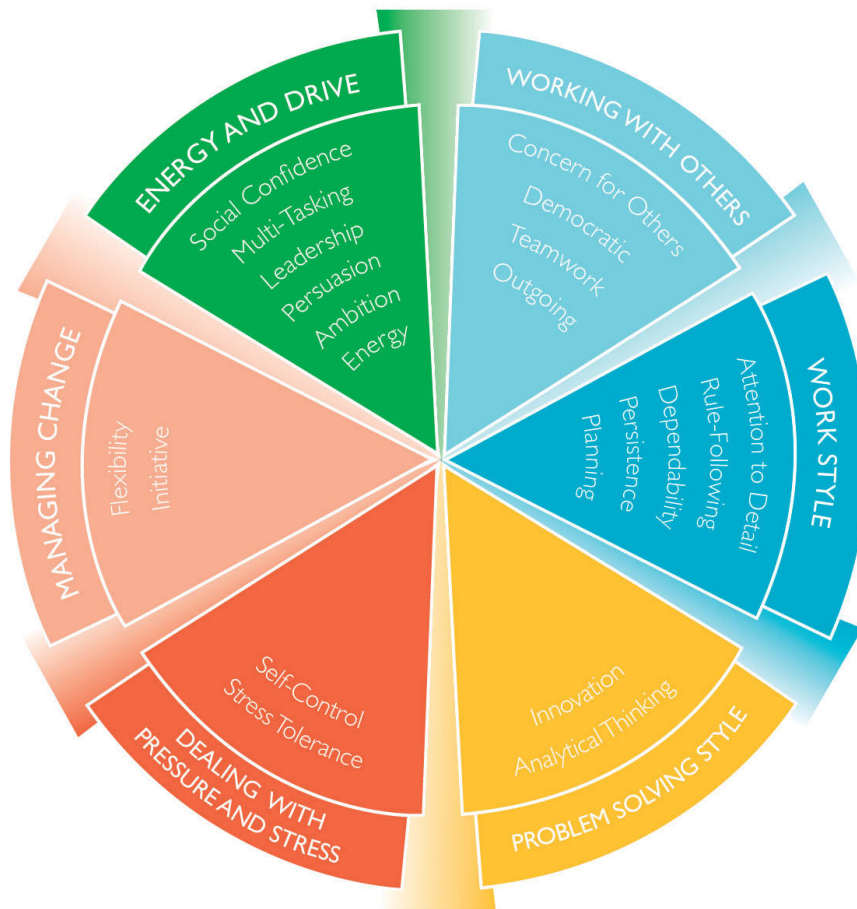 ENERGY AND DRIVE
Social Confidence
Multi-Tasking
Leadership
Persuasion
Ambition
Energy
WORKING WITH OTHERS
Concern for Others
Democratic
Teamwork
Outgoing
WORK STYLE
Attention to Detail
Rule-Following
Dependability
Persistence
Planning
PROBLEM SOLVING STYLE
Innovation
Analytical Thinking
DEALING WITH
PRESSURE AND STRESS
Self-Control
Stress Tolerance
MANAGING CHANGE
Flexibility
Initiative